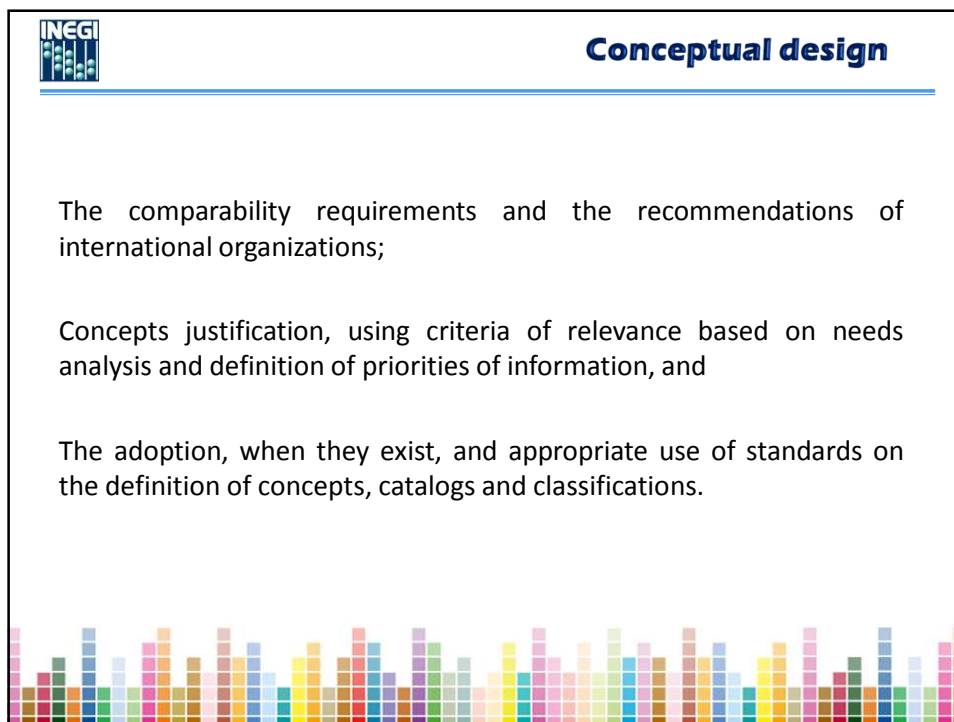 INEGI
Conceptual design
The comparability requirements and the recommendations of
international organizations;
Concepts justification, using criteria of relevance based on needs
analysis and definition of priorities of information, and
The adoption, when they exist, and appropriate use of standards on
the definition of concepts, catalogs and classifications.